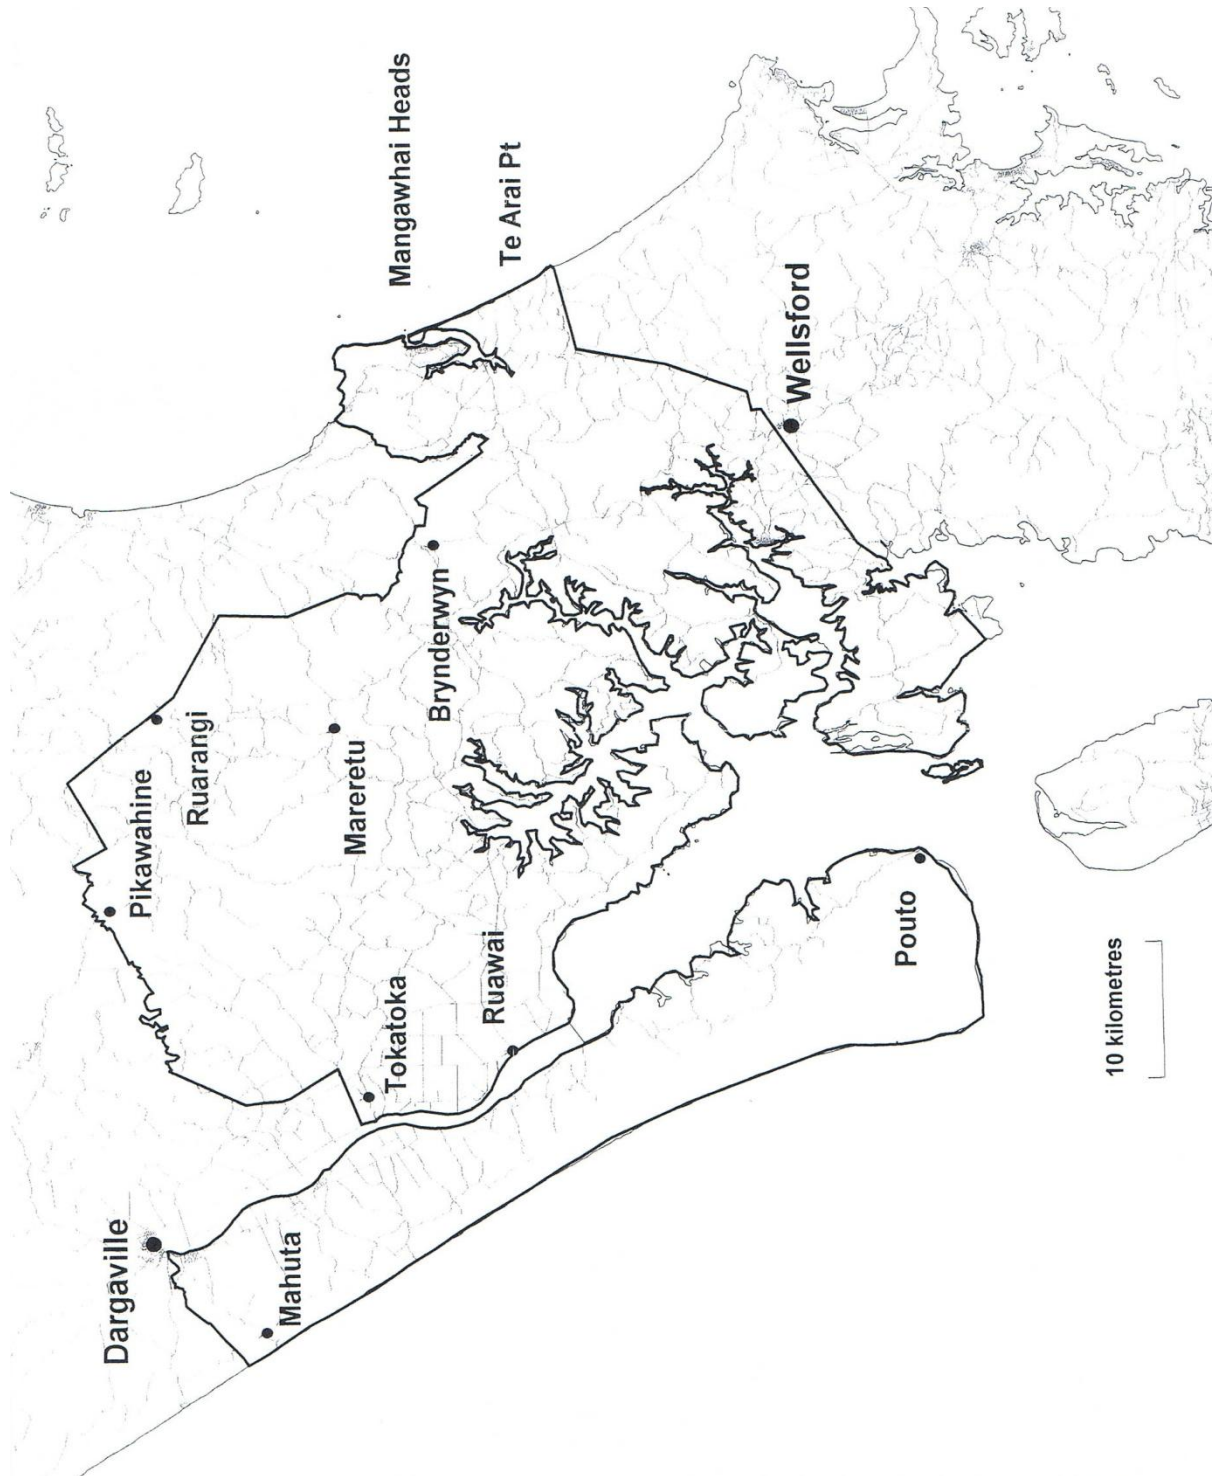 Mangawhai Heads
Te Arai Pt
Wellsford
Brynderwyn
Ruarangi
Mareretu
Pikawahine
Tokatoka
Ruawai
Pouto
Dargaville
Mahuta
10 kilometres